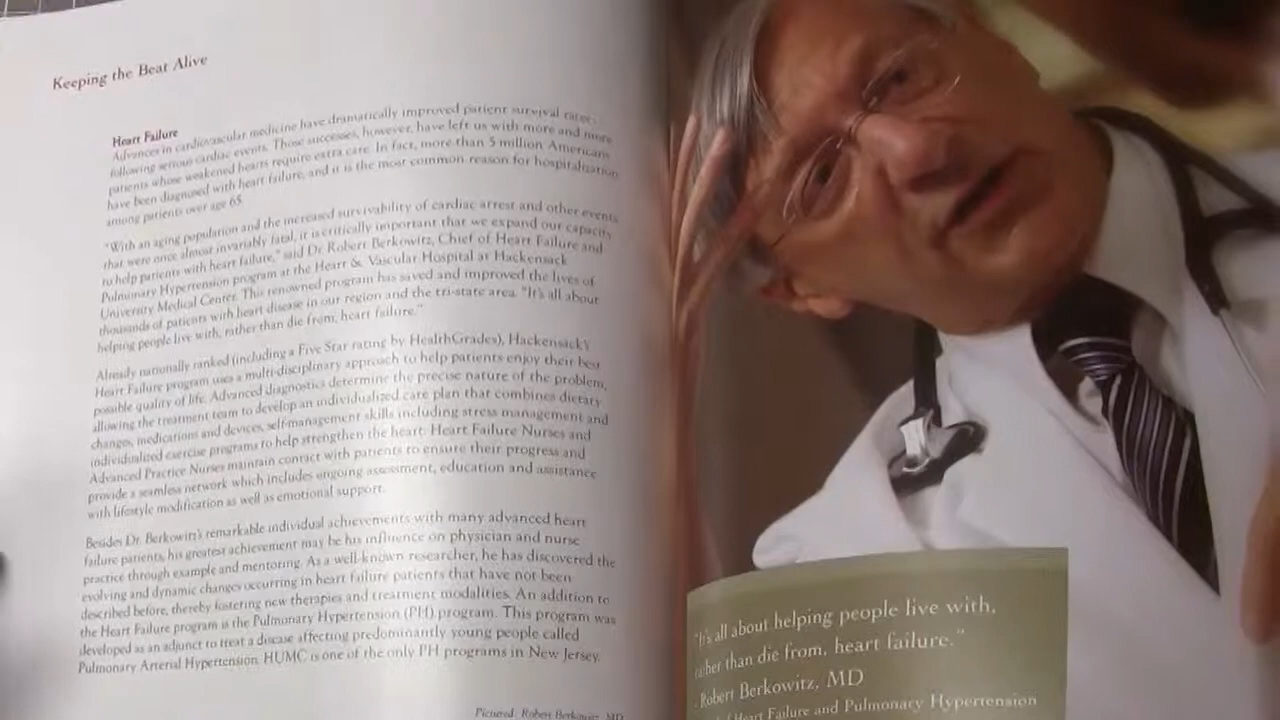 Keeping the Beat Alive
Heart Failure
Advances in cardiovascular medicine have dramatically improved patient survival rates
following serious cardiac events. Those successes, however, have left us with more and more
patients whose weakened hearts require extra care. In fact, more than 5 million Americans
have been diagnosed with heart failure, and it is the most common reason for hospitalization
among patients over age 65.
"With an aging population and the increased survivability of cardiac arrest and other events
that were once almost invariably fatal, it is critically important that we expand our capacity
to help patients with heart failure," said Dr. Robert Berkowitz, Chief of Heart Failure and
Pulmonary Hypertension program at the Heart & Vascular Hospital at Hackensack
University Medical Center. This renowned program has saved and improved the lives of
thousands of patients with heart disease in our region and the tri-state area. "It's all about
helping people live with, rather than die from, heart failure."
Already nationally ranked (including a Five Star rating by HealthGrades), Hackensack's
Heart Failure program uses a multi-disciplinary approach to help patients enjoy their best
possible quality of life. Advanced diagnostics determine the precise nature of the problem,
allowing the treatment team to develop an individualized care plan that combines dietary
changes, medications and devices, self-management skills including stress management and
individualized exercise programs to help strengthen the heart. Heart Failure Nurses and
Advanced Practice Nurses maintain contact with patients to ensure their progress and
provide a seamless network which includes ongoing assessment, education and assistance
with lifestyle modification as well as emotional support.
Besides Dr. Berkowitz's remarkable individual achievements with many advanced heart
failure patients, his greatest achievement may be his influence on physician and nurse
practice through example and mentoring. As a well-known researcher, he has discovered the
evolving and dynamic changes occurring in heart failure patients that have not been
described before, thereby fostering new therapies and treatment modalities. An addition to
the Heart Failure program is the Pulmonary Hypertension (PH) program. This program was
developed as an adjunct to treat a disease affecting predominantly young people called
Pulmonary Arterial Hypertension. HUMC is one of the only PH programs in New Jersey.
Pictured: Robert Berkowitz, MD
"It's all about helping people live with,
rather than die from, heart failure."
- Robert Berkowitz, MD
of Heart Failure and Pulmonary Hypertension